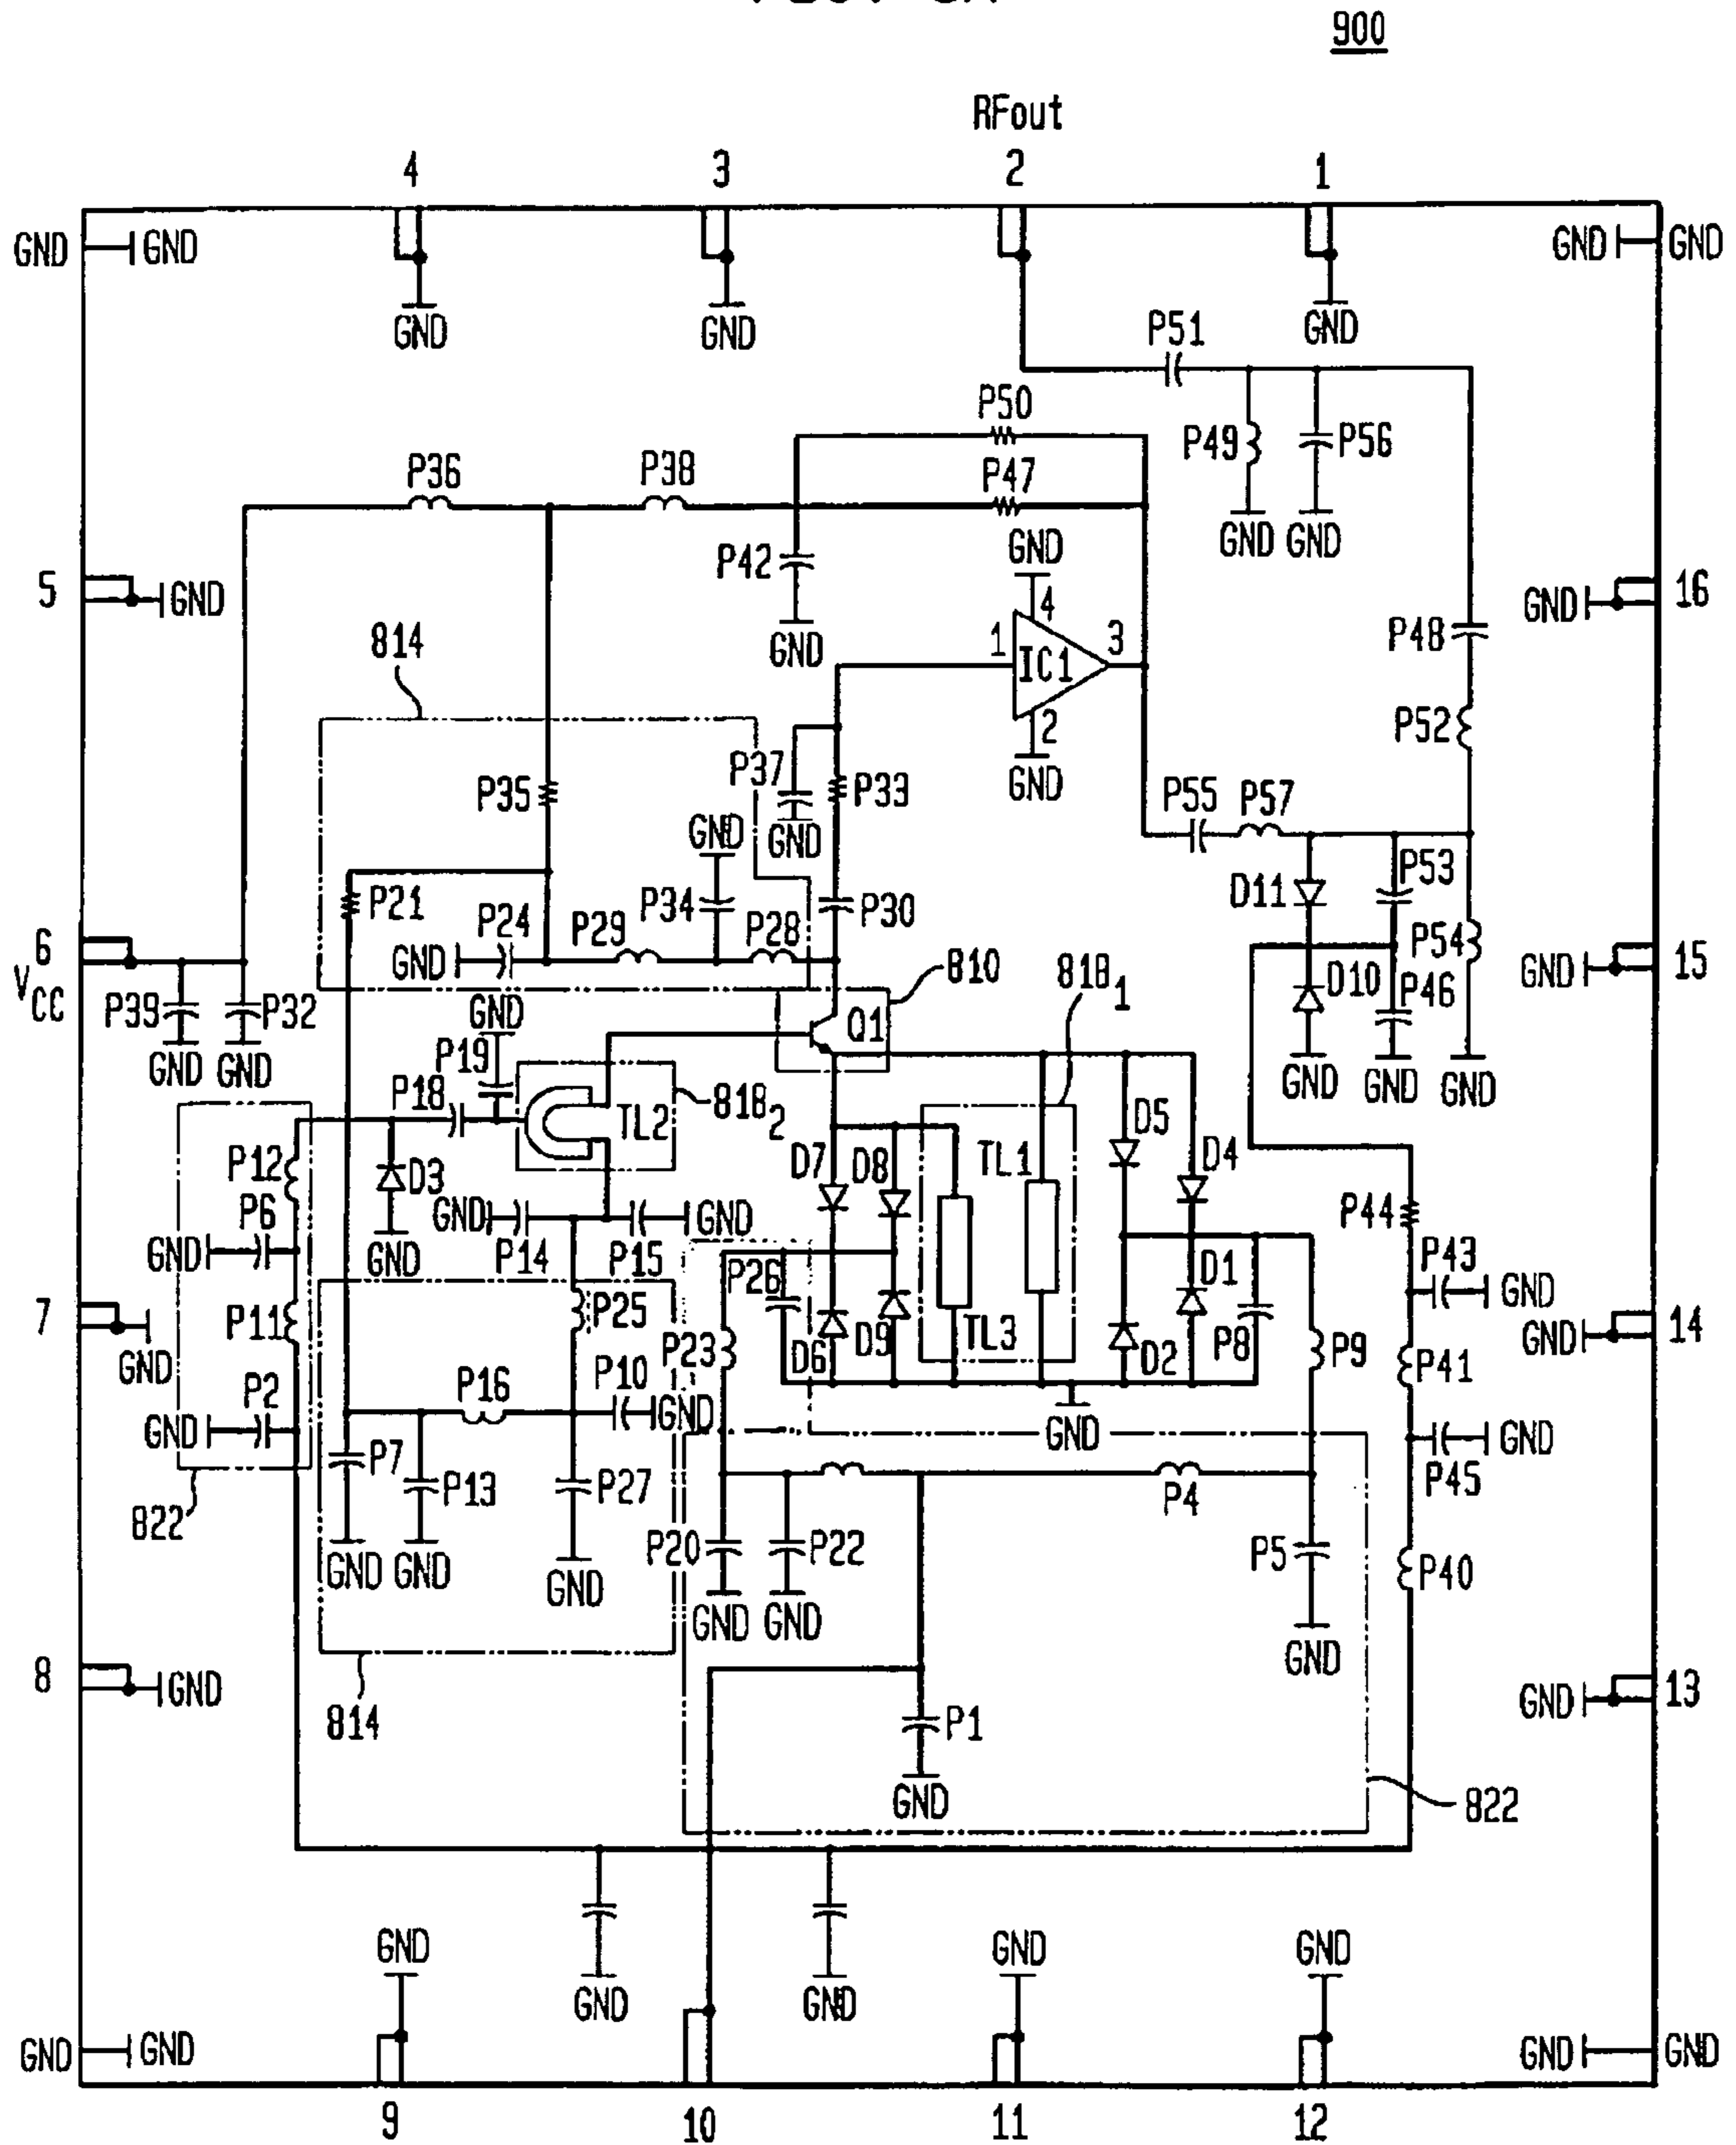 900
RFout
4 3 2 1
GND GND GND GND
GND GND GND GND
P51
P50
P49 P56
P36 P38 P47
GND GND GND
P42
5 GND 4 GND 16
P48
814 1 IC1 3
GND
2 P52
P37
P35 P33 GND P55 P57
GND GND
P53
D11
P21 P34 P30
P24 P29 P28 P54
6 GND 810 818 1 GND 15
VCC D10 P46
P39 P32 GND Q1
P19
GND GND GND GND GND
P18 TL2 818 2 D5
P12 D7 D8 TL1 D4
D3
P6 GND GND P44
GND GND P14 P15 P43
P26 D1 GND
7 P25 14
P11 GND
GND P23 D6 D9 TL3 D2 P8 P9 P41
P2 P16 P10
GND GND GND GND
P7 P45
P13 P27 P4
822 P20 P22 P5 P40
GND GND GND GND GND
GND
8 GND GND 13
814 P1
GND 822
GND GND GND
GND GND
GND GND GND GND
9 10 11 12